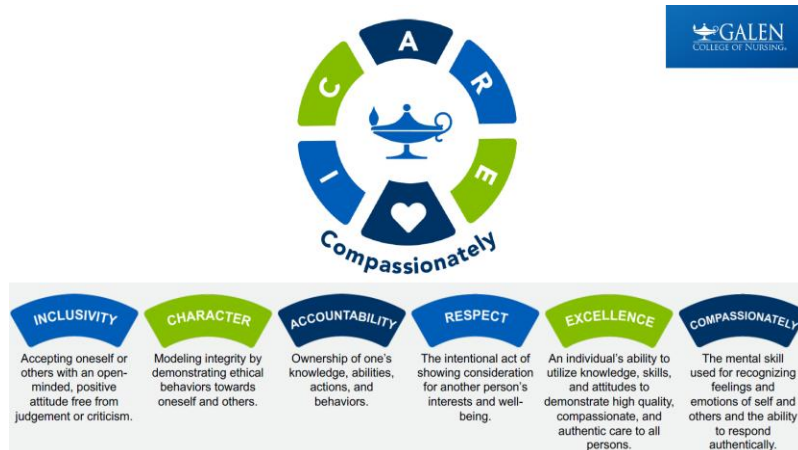 GALEN
COLLEGE OF NURSING®
I C A R E
Compassionately
INCLUSIVITY
Accepting oneself or
others with an open-
minded, positive
attitude free from
judgement or criticism.
CHARACTER
Modeling integrity by
demonstrating ethical
behaviors towards
oneself and others.
ACCOUNTABILITY
Ownership of one's
knowledge, abilities,
actions, and
behaviors.
RESPECT
The intentional act of
showing consideration
for another person's
interests and well-
being.
EXCELLENCE
An individual's ability to
utilize knowledge, skills,
and attitudes to
demonstrate high quality,
compassionate, and
authentic care to all
persons.
COMPASSIONATELY
The mental skill
used for recognizing
feelings and
emotions of self and
others and the ability
to respond
authentically.